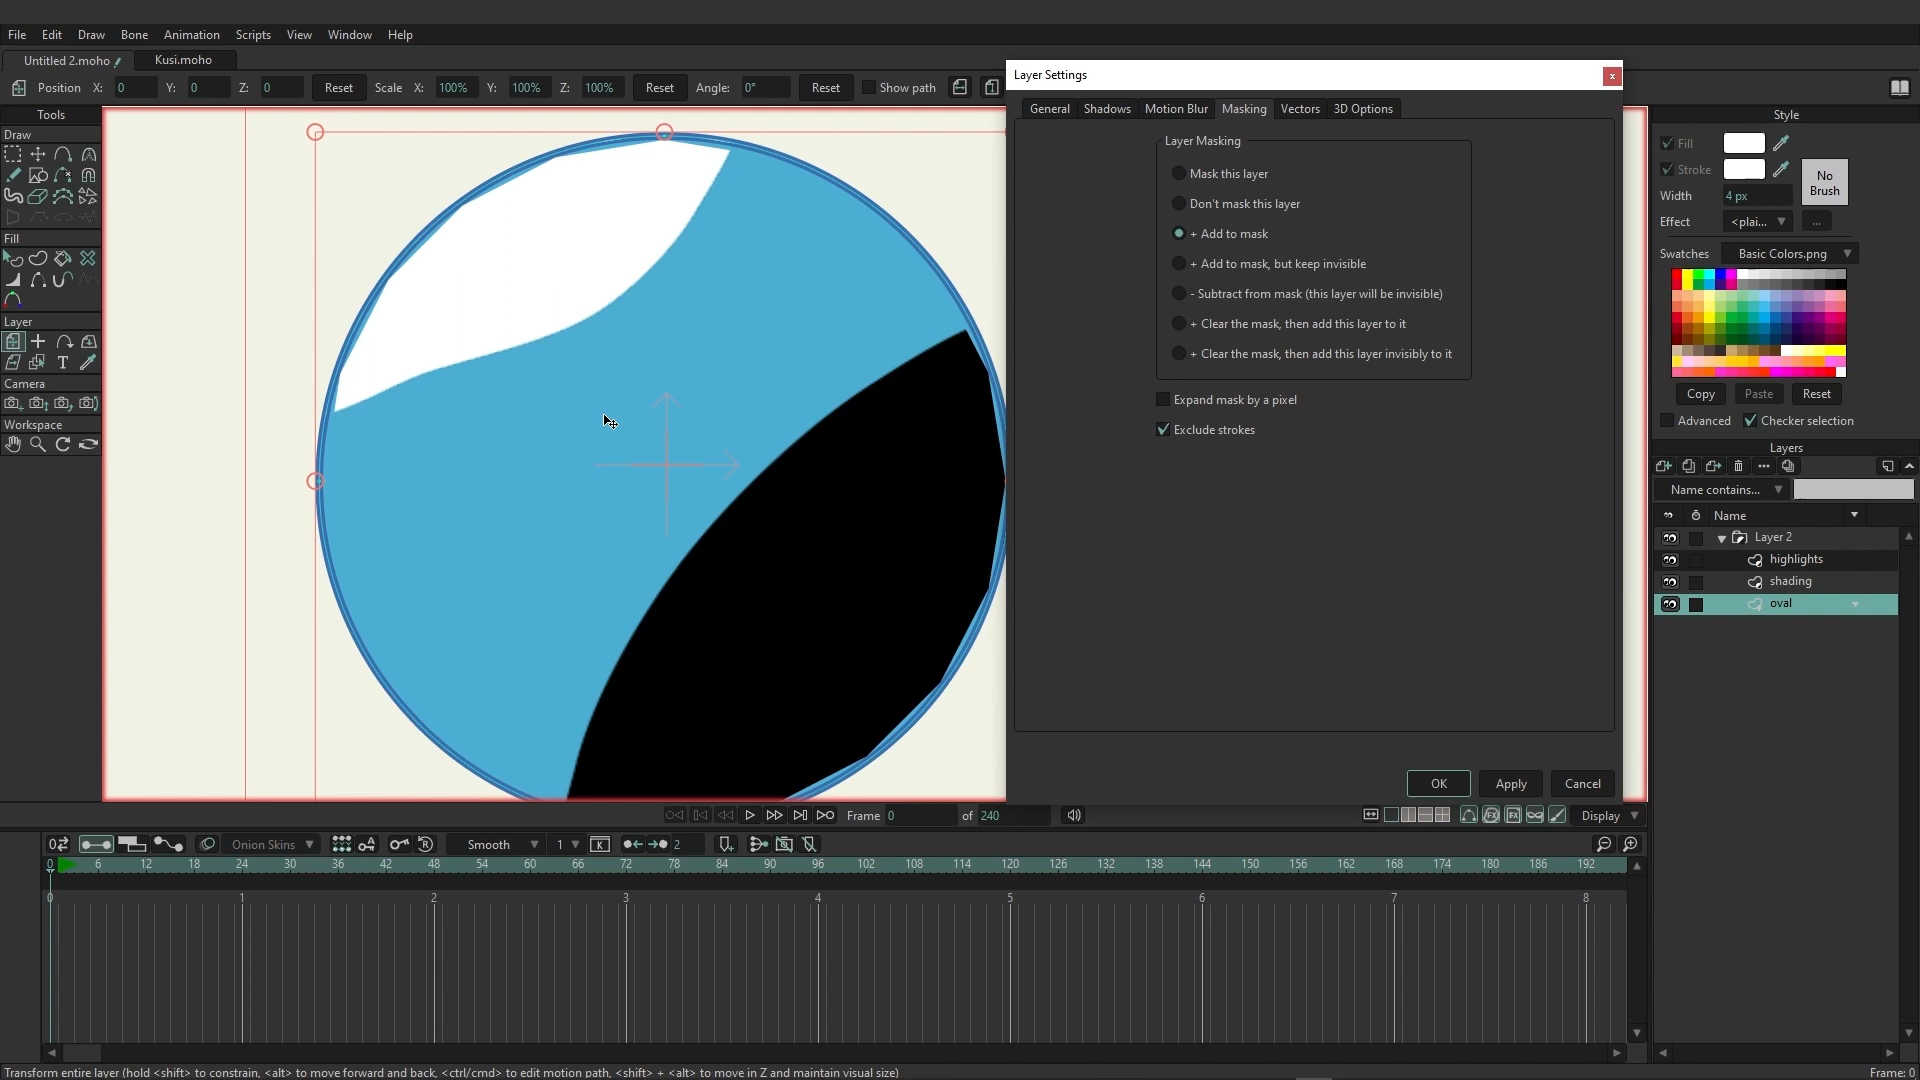 File Edit Draw Bone Animation Scripts View Window Help
Untitled 2.moho Kusi.moho
Position X: 0 Y: 0 Z: 0 Reset Scale X: 100% Y: 100% Z: 100% Reset Angle: 0° Reset Show path
Tools
Draw
Fill
Layer
T
Camera
Workspace
Layer Settings
x
General Shadows Motion Blur Masking Vectors 3D Options
Layer Masking
Mask this layer
Don't mask this layer
+ Add to mask
+ Add to mask, but keep invisible
- Subtract from mask (this layer will be invisible)
+ Clear the mask, then add this layer to it
+ Clear the mask, then add this layer invisibly to it
Expand mask by a pixel
Exclude strokes
OK Apply Cancel
Style
Fill
Stroke
No
Brush
Width 4 px
Effect <plai... ...
Swatches Basic Colors.png
Copy Paste Reset
Advanced Checker selection
Layers
Name contains...
Name
Layer 2
highlights
shading
oval
Frame 0 of 240
Display
Onion Skins Smooth 1 K 2
0 6 12 18 24 30 36 42 48 54 60 66 72 78 84 90 96 102 108 114 120 126 132 138 144 150 156 162 168 174 180 186 192
0 1 2 3 4 5 6 7 8
Transform entire layer (hold <shift> to constrain, <alt> to move forward and back, <ctrl/cmd> to edit motion path, <shift> + <alt> to move in Z and maintain visual size)
Frame: 0